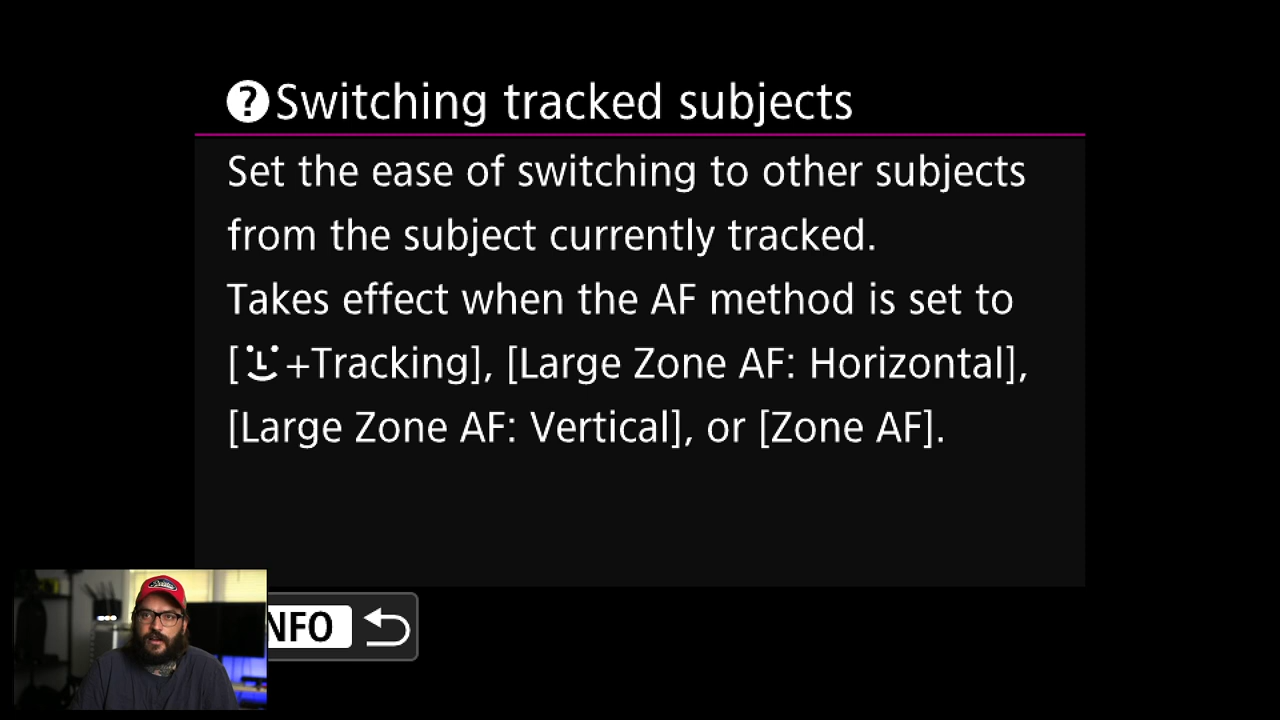 ? Switching tracked subjects
Set the ease of switching to other subjects
from the subject currently tracked.
Takes effect when the AF method is set to
[+Tracking], [Large Zone AF: Horizontal],
[Large Zone AF: Vertical], or [Zone AF].
NFO